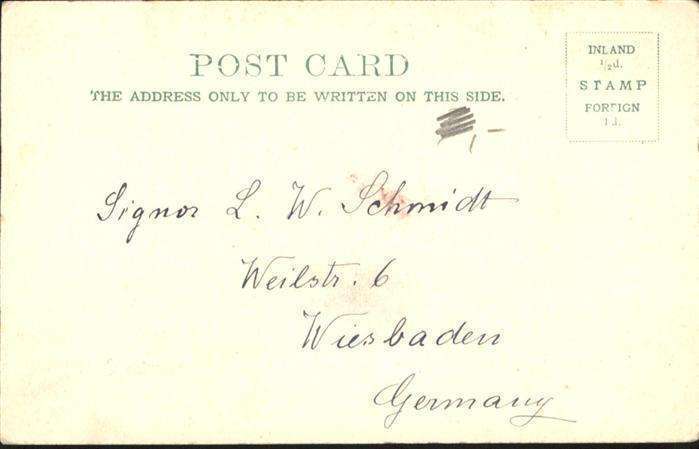 POST CARD
THE ADDRESS ONLY TO BE WRITTEN ON THIS SIDE.
INLAND
½d.
STAMP
FOREIGN
1d.
Signor L. W. Schmidt
Weilstr. 6
Wiesbaden
Germany